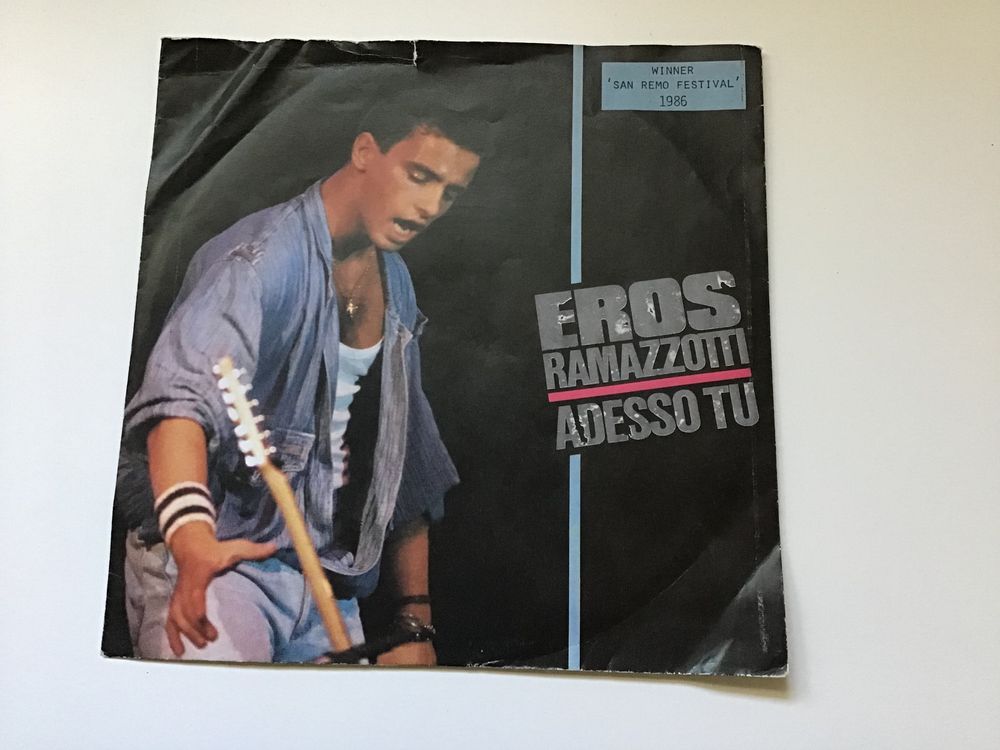 WINNER
'SAN REMO FESTIVAL'
1986
EROS
RAMAZZOTTI
ADESSO TU